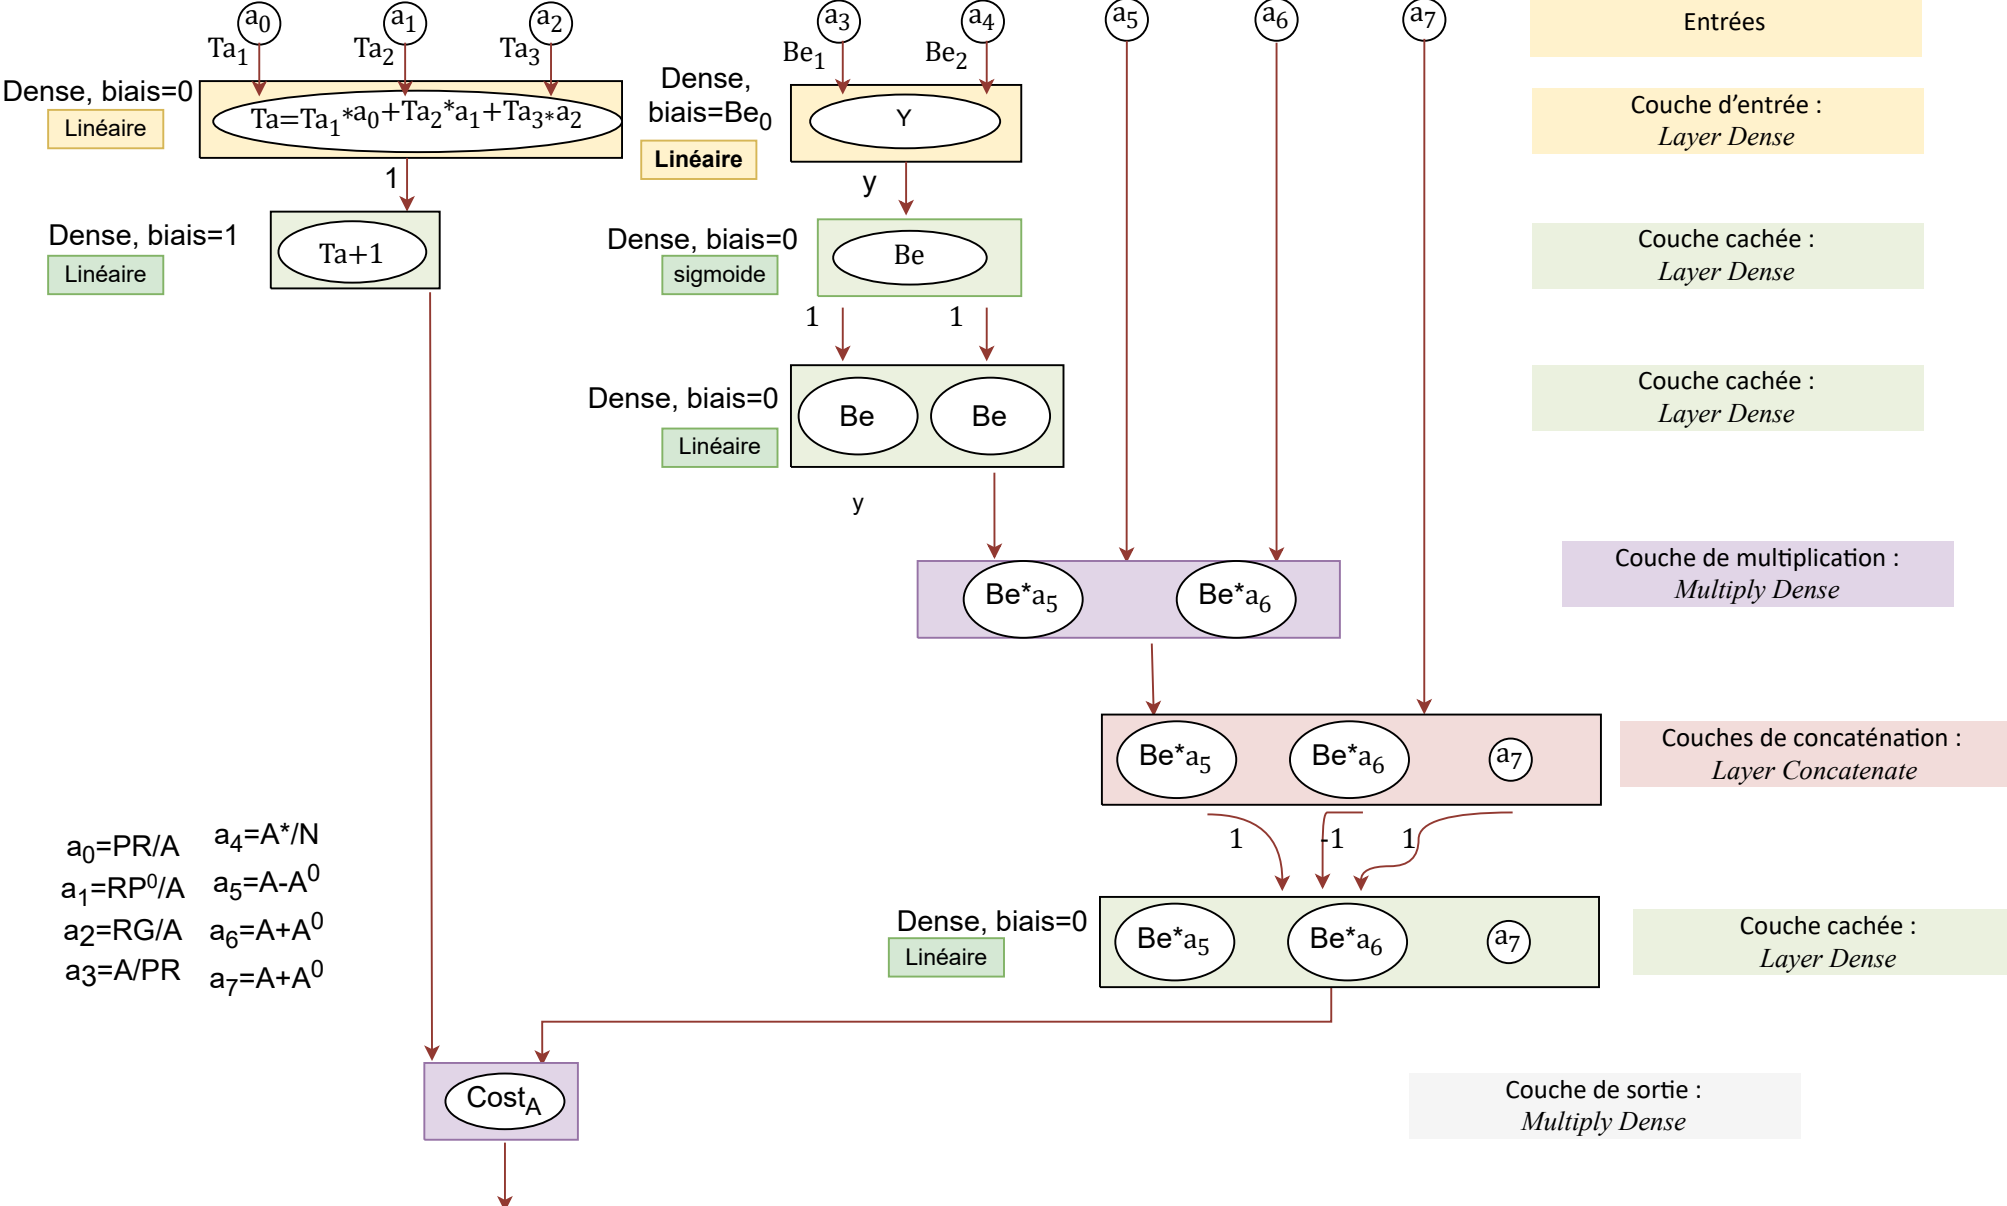 a0 a1 a2 a3 a4 a5 a6 a7 Entrées
Ta1 Ta2 Ta3 Be1 Be2
Dense, biais=0
Linéaire
Ta=Ta1*a0+Ta2*a1+Ta3*a2
Dense,
biais=Be0
Linéaire
Y
Couche d'entrée :
Layer Dense
1
y
Dense, biais=1
Linéaire
Ta+1
Dense, biais=0
sigmoide
Be
Couche cachée :
Layer Dense
1 1
Dense, biais=0
Linéaire
Be Be
Couche cachée :
Layer Dense
y
Be*a5 Be*a6
Couche de multiplication :
Multiply Dense
Be*a5 Be*a6 a7
Couches de concaténation :
Layer Concatenate
1 -1 1
a0=PR/A a4=A*/N
a1=RP⁰/A a5=A-A⁰
a2=RG/A a6=A+A⁰
a3=A/PR a7=A+A⁰
Dense, biais=0
Linéaire
Be*a5 Be*a6 a7
Couche cachée :
Layer Dense
CostA
Couche de sortie :
Multiply Dense